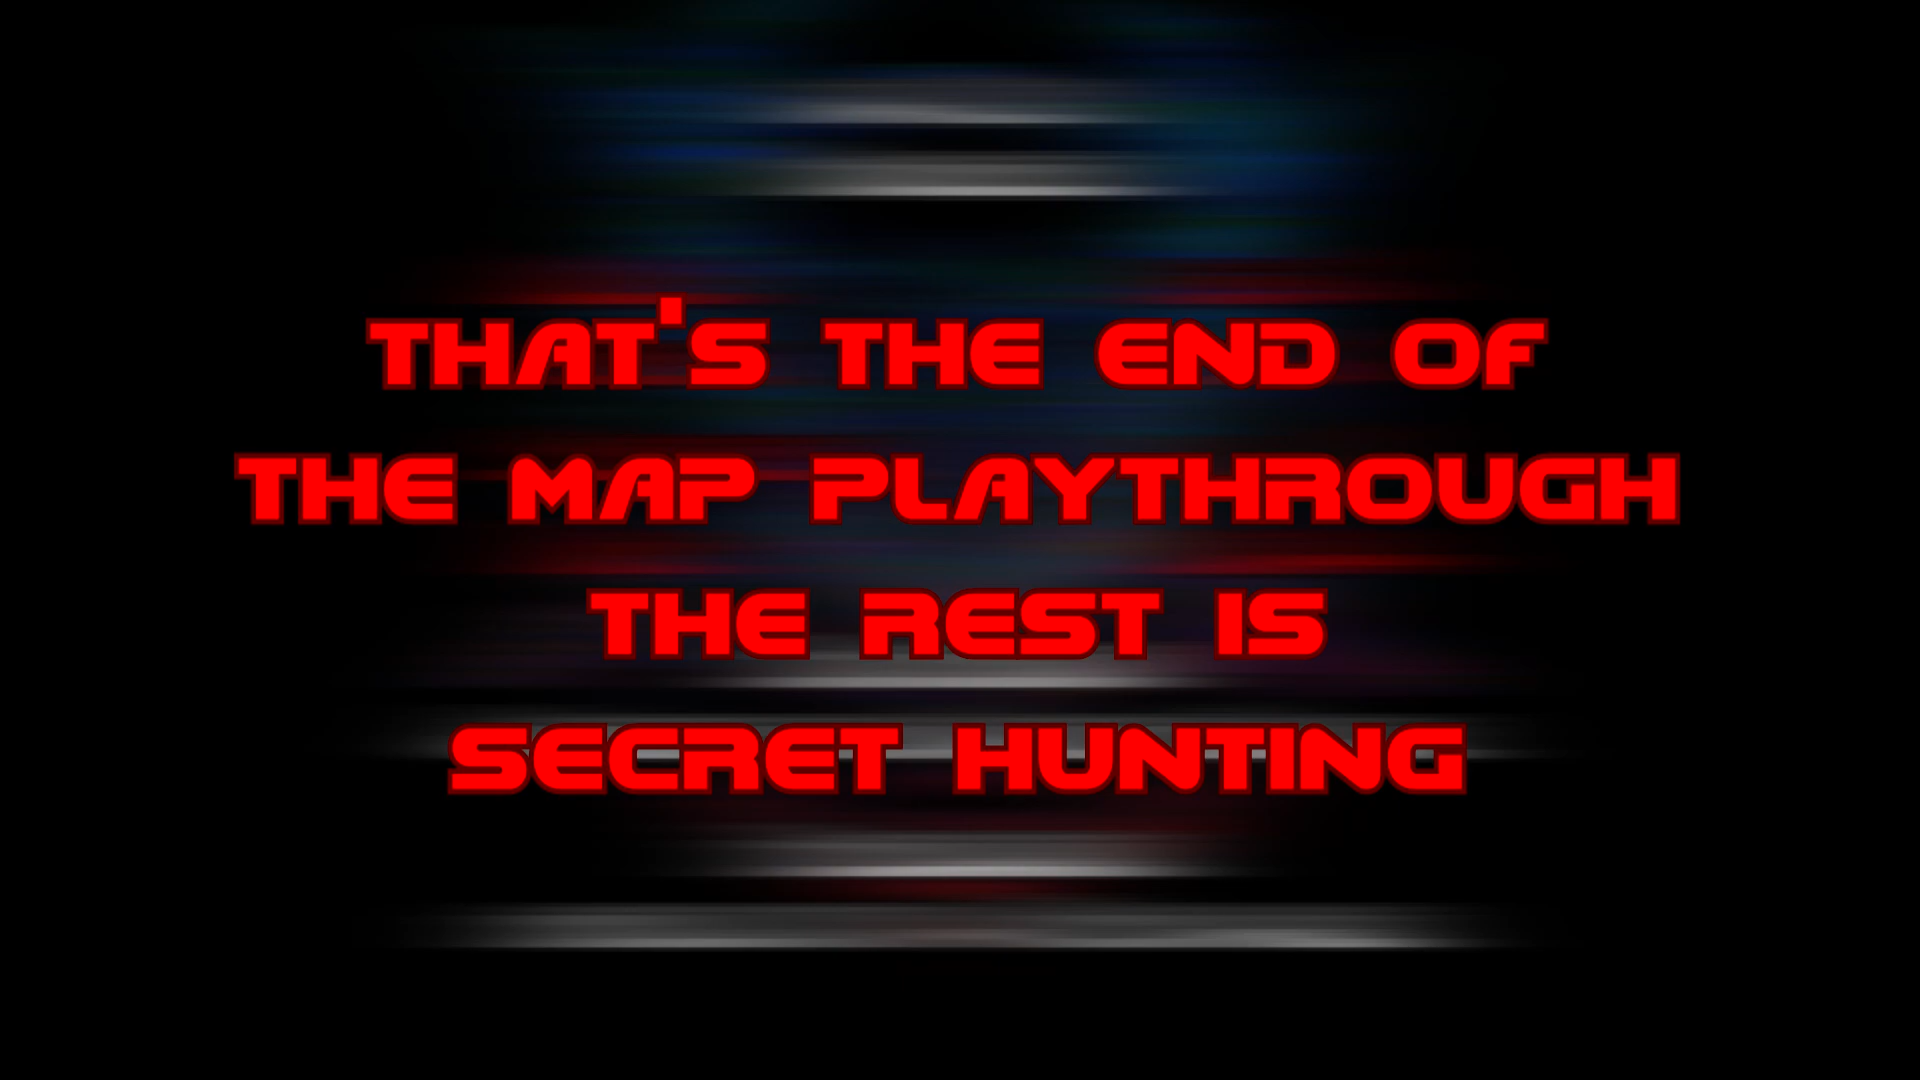 THAT'S THE END OF
THE MAP PLAYTHROUGH
THE REST IS
SECRET HUNTING